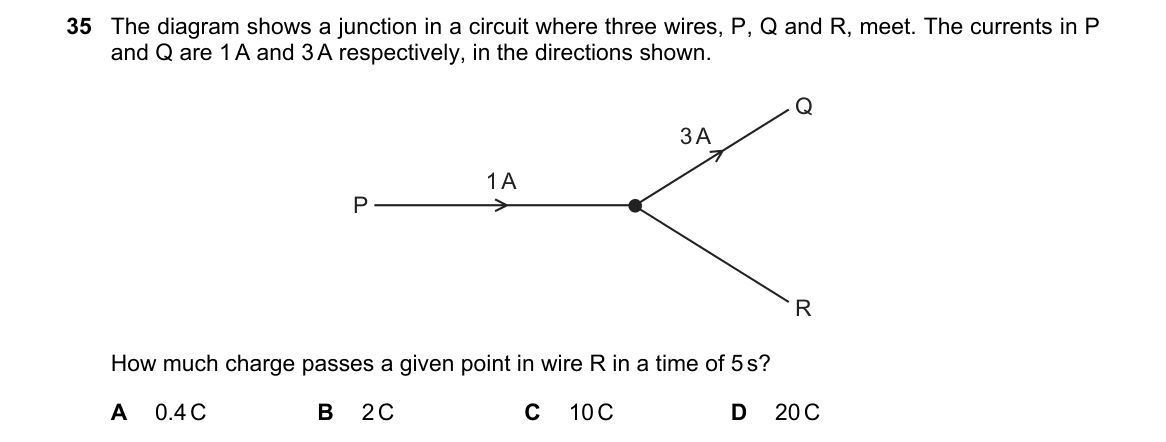 35 The diagram shows a junction in a circuit where three wires, P, Q and R, meet. The currents in P
and Q are 1 A and 3 A respectively, in the directions shown.
Q
3 A
1 A
P
R
How much charge passes a given point in wire R in a time of 5 s?
A 0.4 C B 2 C C 10 C D 20 C